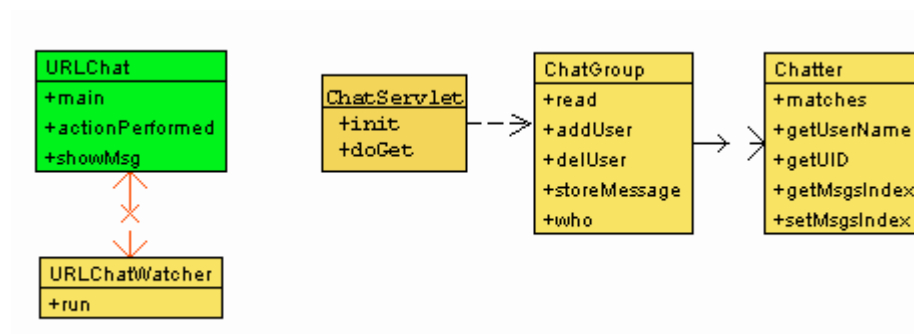 URLChat
+main
+actionPerformed
+showMsg
URLChatWatcher
+run
ChatServlet
+init
+doGet
ChatGroup
+read
+addUser
+delUser
+storeMessage
+who
Chatter
+matches
+getUserName
+getUID
+getMsgsIndex
+setMsgsIndex